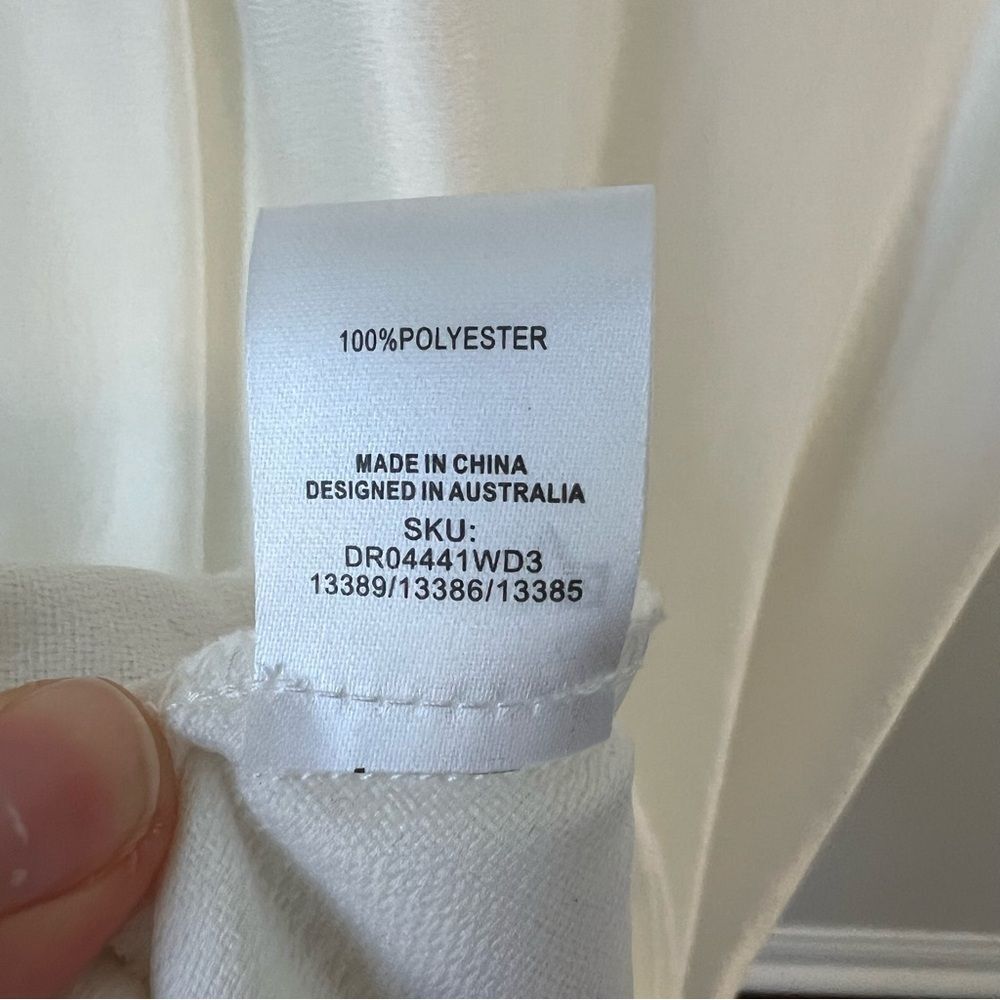 100%POLYESTER
MADE IN CHINA
DESIGNED IN AUSTRALIA
SKU:
DR04441WD3
13389/13386/13385